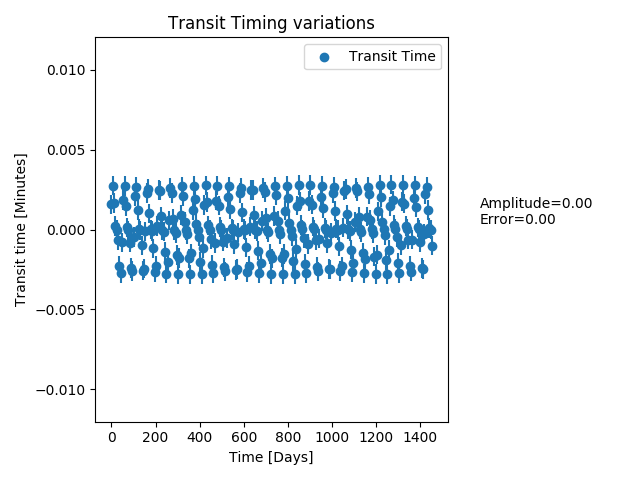 Transit Timing variations
Transit Time
0.010
0.005
0.000
−0.005
−0.010
Transit time [Minutes]
0 200 400 600 800 1000 1200 1400
Time [Days]
Amplitude=0.00
Error=0.00